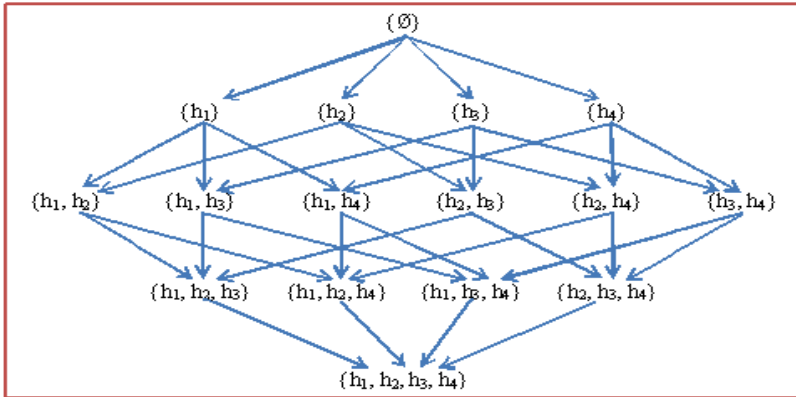 {Ø}
{h₁} {h₂} {h₃} {h₄}
{h₁, h₂} {h₁, h₃} {h₁, h₄} {h₂, h₃} {h₂, h₄} {h₃, h₄}
{h₁, h₂, h₃} {h₁, h₂, h₄} {h₁, h₃, h₄} {h₂, h₃, h₄}
{h₁, h₂, h₃, h₄}